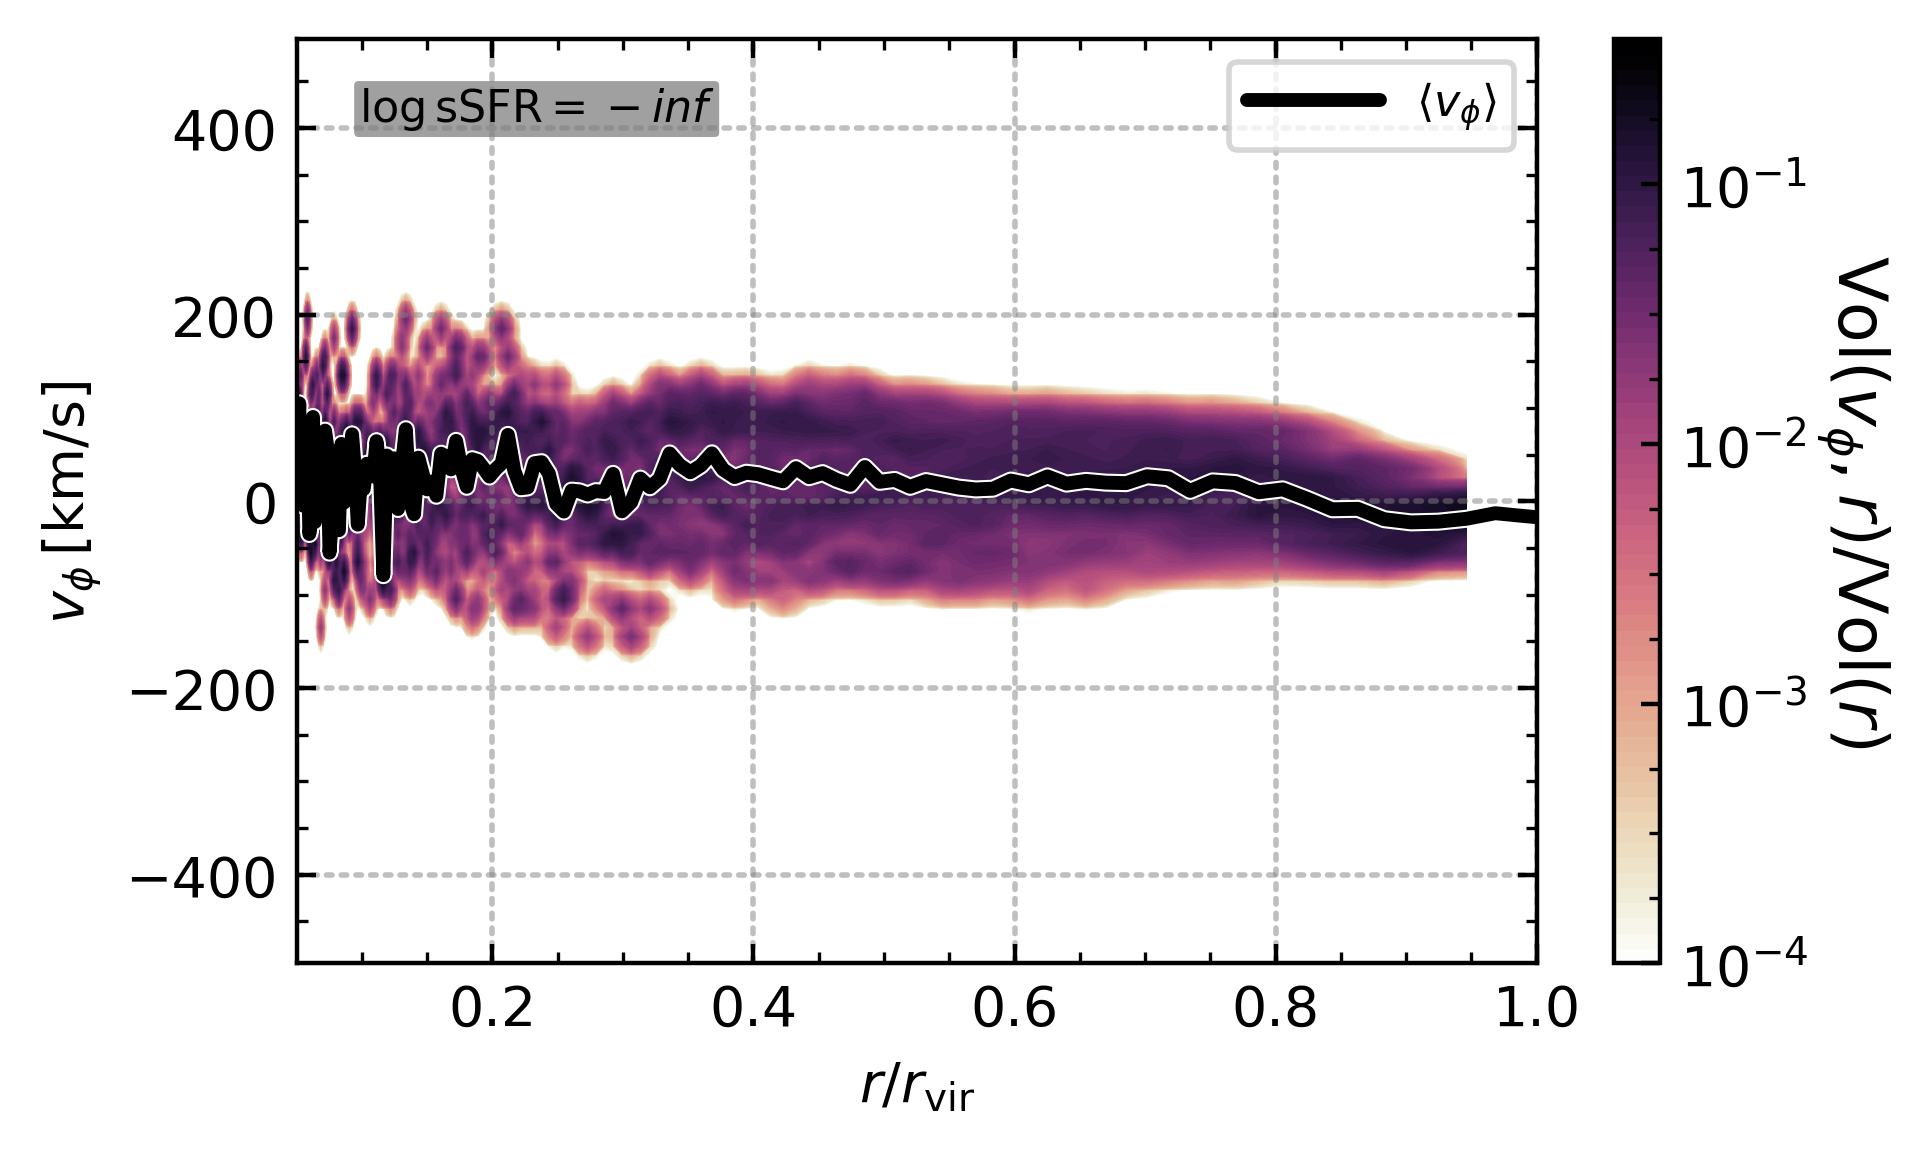 log sSFR = −inf
⟨v_ϕ⟩
400
200
0
−200
−400
v_ϕ [km/s]
0.2
0.4
0.6
0.8
1.0
r/r_vir
10⁻¹
10⁻²
10⁻³
10⁻⁴
Vol(v_ϕ, r)/Vol(r)